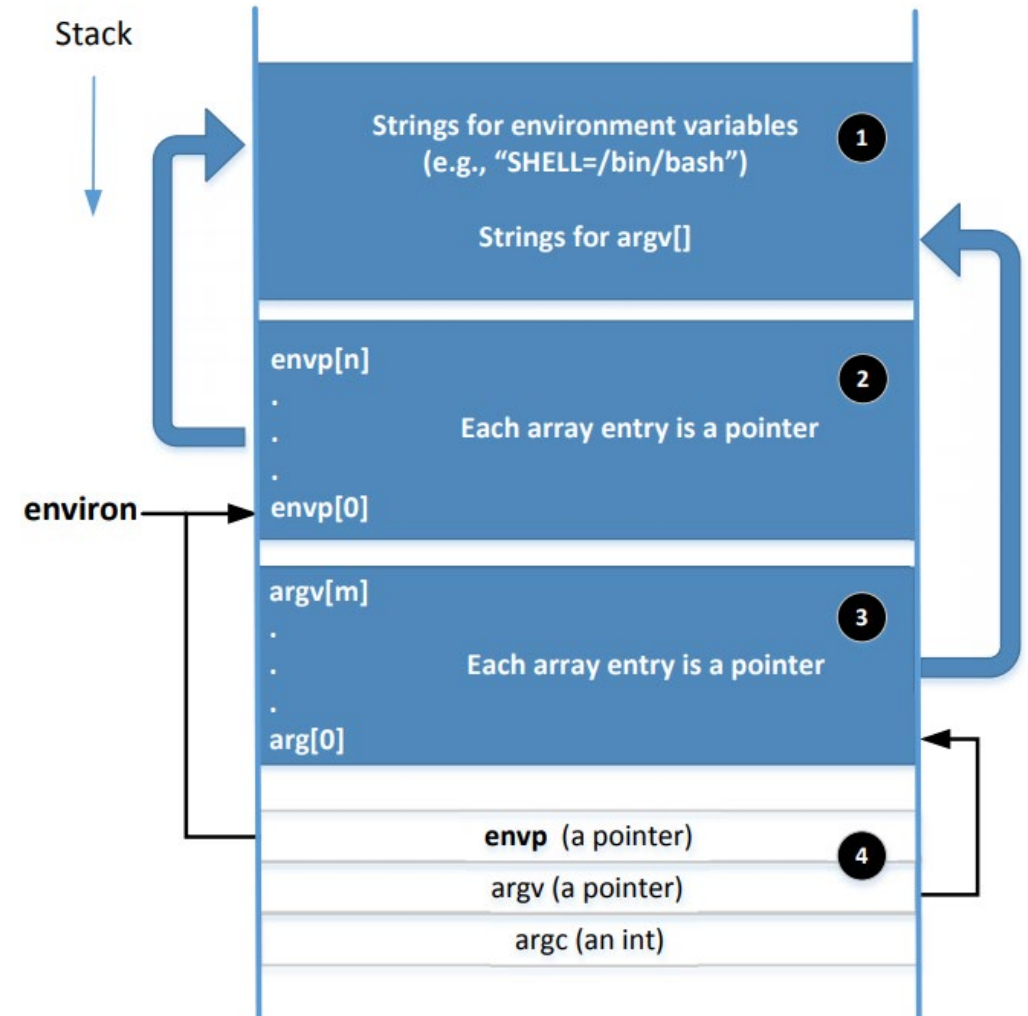 Stack
Strings for environment variables
(e.g., “SHELL=/bin/bash”)
1
Strings for argv[]
envp[n]
.
.
.
envp[0]
2
Each array entry is a pointer
environ
argv[m]
.
.
.
arg[0]
3
Each array entry is a pointer
envp (a pointer)
4
argv (a pointer)
argc (an int)